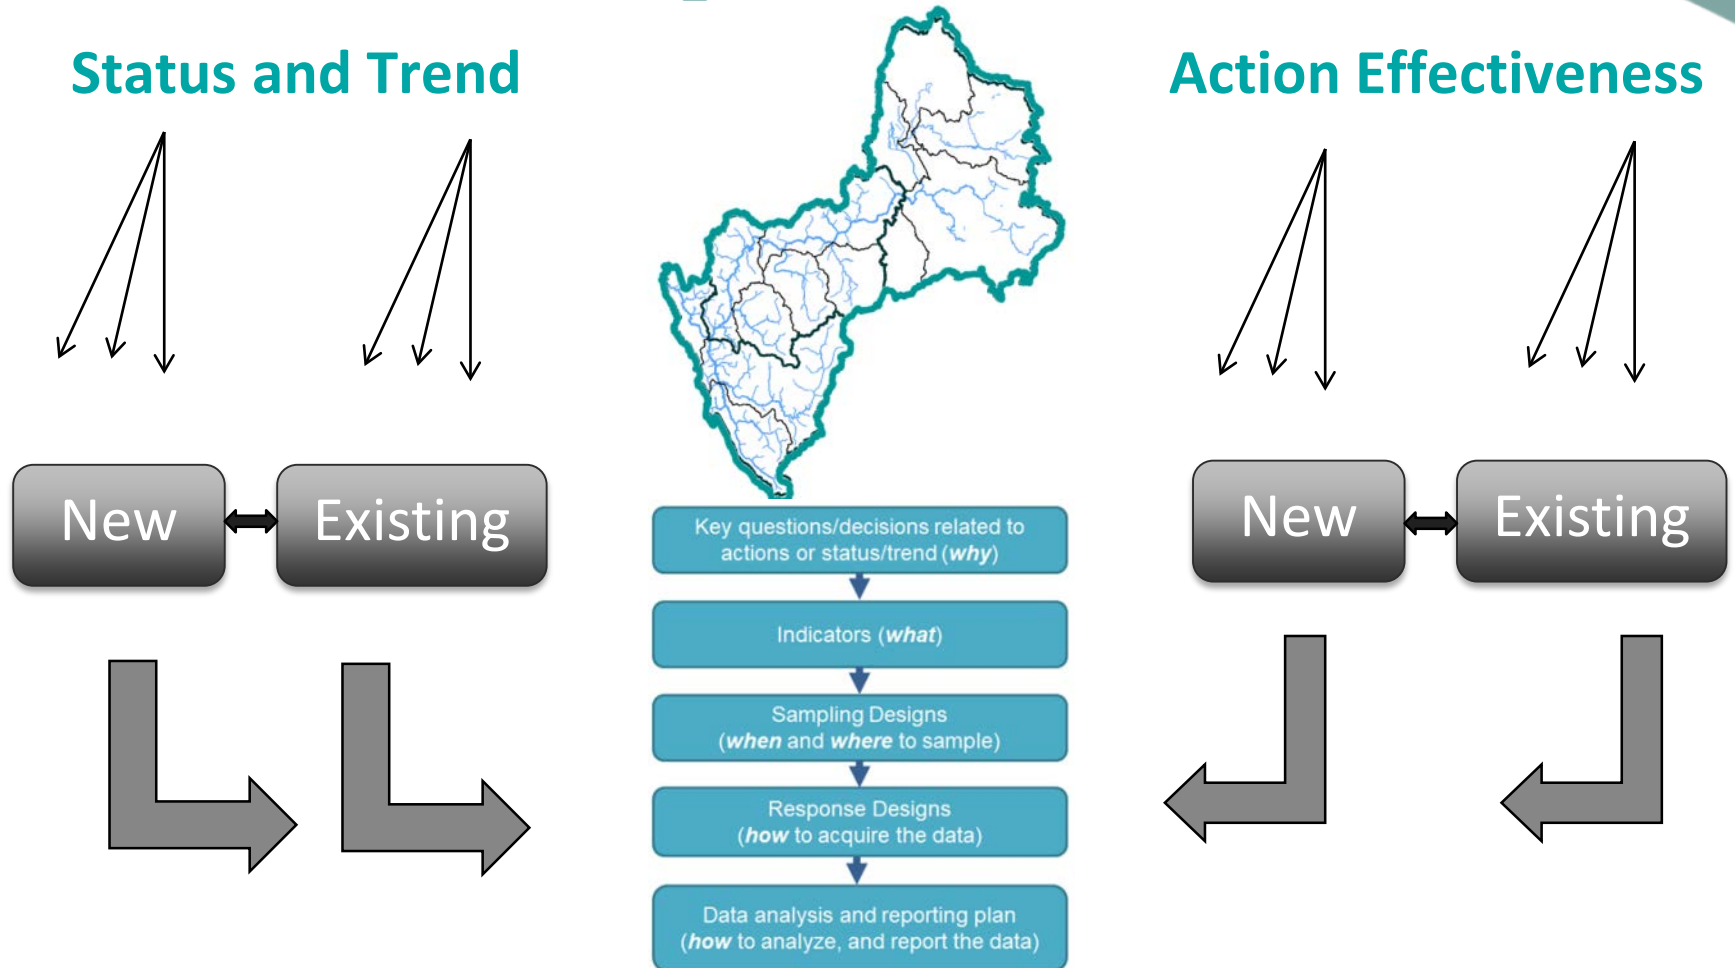 Status and Trend
Action Effectiveness
New
Existing
New
Existing
Key questions/decisions related to
actions or status/trend (why)
Indicators (what)
Sampling Designs
(when and where to sample)
Response Designs
(how to acquire the data)
Data analysis and reporting plan
(how to analyze, and report the data)